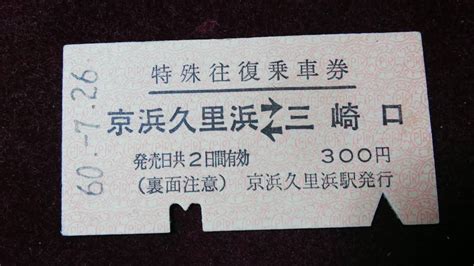 60.-7.26
特殊往復乗車券
京浜久里浜⇄三崎口
発売日共2日間有効 300円
(裏面注意) 京浜久里浜駅発行